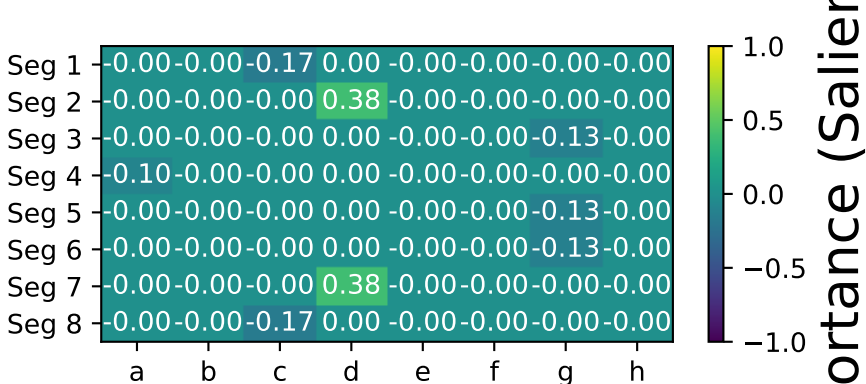 Seg 1 -0.00 -0.00 -0.17 0.00 -0.00 -0.00 -0.00 -0.00
Seg 2 -0.00 -0.00 -0.00 0.38 -0.00 -0.00 -0.00 -0.00
Seg 3 -0.00 -0.00 -0.00 0.00 -0.00 -0.00 -0.13 -0.00
Seg 4 -0.10 -0.00 -0.00 0.00 -0.00 -0.00 -0.00 -0.00
Seg 5 -0.00 -0.00 -0.00 0.00 -0.00 -0.00 -0.13 -0.00
Seg 6 -0.00 -0.00 -0.00 0.00 -0.00 -0.00 -0.13 -0.00
Seg 7 -0.00 -0.00 -0.00 0.38 -0.00 -0.00 -0.00 -0.00
Seg 8 -0.00 -0.00 -0.17 0.00 -0.00 -0.00 -0.00 -0.00
a b c d e f g h
1.0
0.5
0.0
−0.5
−1.0
ortance (Salien